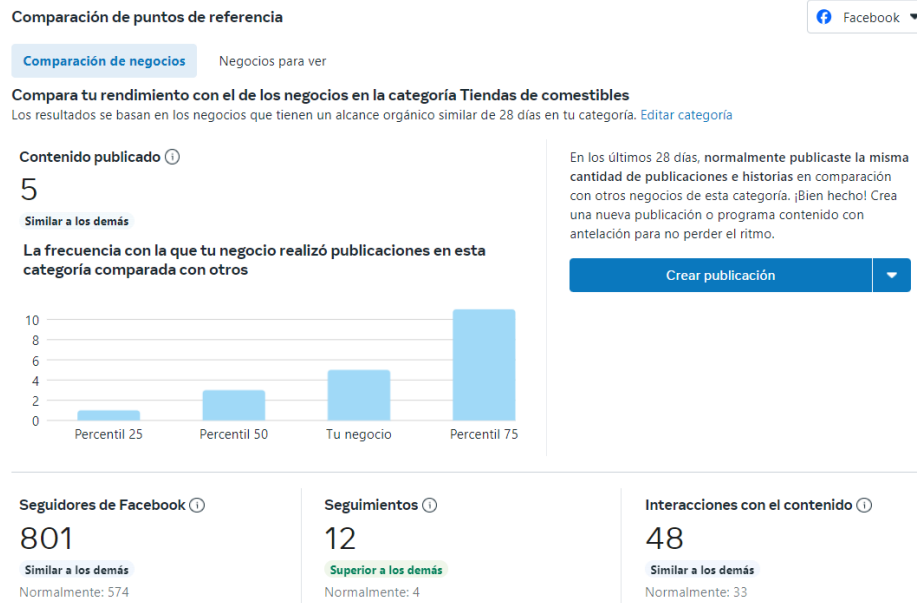 Comparación de puntos de referencia
Facebook
Comparación de negocios
Negocios para ver
Compara tu rendimiento con el de los negocios en la categoría Tiendas de comestibles
Los resultados se basan en los negocios que tienen un alcance orgánico similar de 28 días en tu categoría. Editar categoría
Contenido publicado
5
Similar a los demás
La frecuencia con la que tu negocio realizó publicaciones en esta
categoría comparada con otros
10
8
6
4
2
0
Percentil 25
Percentil 50
Tu negocio
Percentil 75
En los últimos 28 días, normalmente publicaste la misma
cantidad de publicaciones e historias en comparación
con otros negocios de esta categoría. ¡Bien hecho! Crea
una nueva publicación o programa contenido con
antelación para no perder el ritmo.
Crear publicación
Seguidores de Facebook
801
Similar a los demás
Normalmente: 574
Seguimientos
12
Superior a los demás
Normalmente: 4
Interacciones con el contenido
48
Similar a los demás
Normalmente: 33